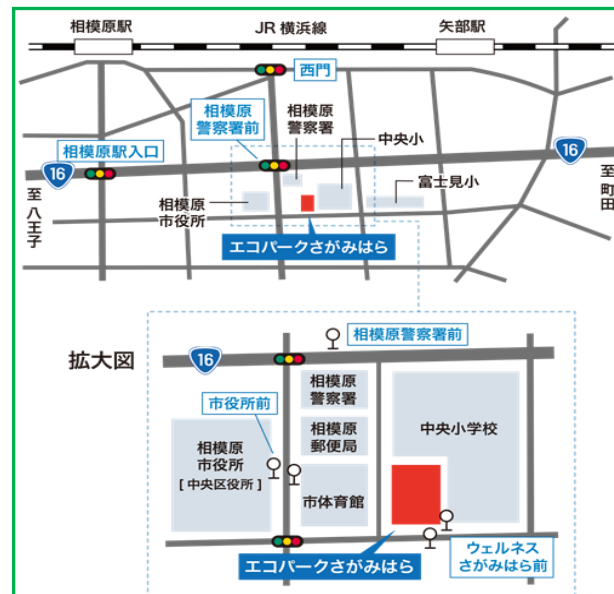 相模原駅
JR 横浜線
矢部駅
西門
相模原
警察署前
相模原
警察署
中央小
相模原駅入口
16
16
富士見小
至 八王子
至 町田
相模原
市役所
エコパークさがみはら
拡大図
16
相模原警察署前
市役所前
相模原
警察署
相模原
市役所
[ 中央区役所 ]
相模原
郵便局
中央小学校
市体育館
エコパークさがみはら
ウェルネス
さがみはら前